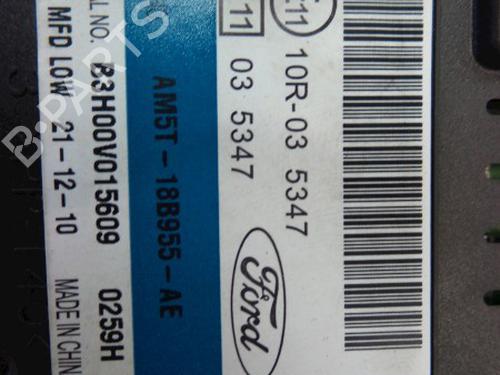 E11 10R-03 5347
11 03 5347
Ford
AM5T-18B955-AE
AL NO. B3H00V015609 0259H
MFD LOW 21-12-10 MADE IN CHIN
B-PARTS